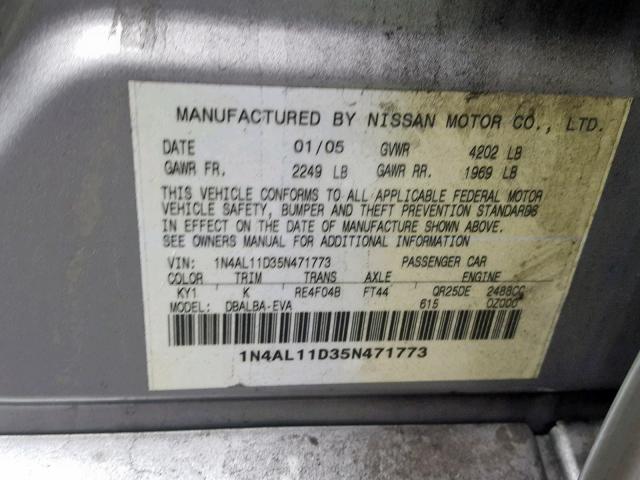 MANUFACTURED BY NISSAN MOTOR CO., LTD.
DATE 01/05 GVWR 4202 LB
GAWR FR. 2249 LB GAWR RR. 1969 LB
THIS VEHICLE CONFORMS TO ALL APPLICABLE FEDERAL MOTOR
VEHICLE SAFETY, BUMPER AND THEFT PREVENTION STANDARDS
IN EFFECT ON THE DATE OF MANUFACTURE SHOWN ABOVE.
SEE OWNERS MANUAL FOR ADDITIONAL INFORMATION
VIN: 1N4AL11D35N471773 PASSENGER CAR
COLOR TRIM TRANS AXLE ENGINE
KY1 K RE4F04B FT44 QR25DE 2488CC
MODEL: DBALBA-EVA 615 0Z000
1N4AL11D35N471773